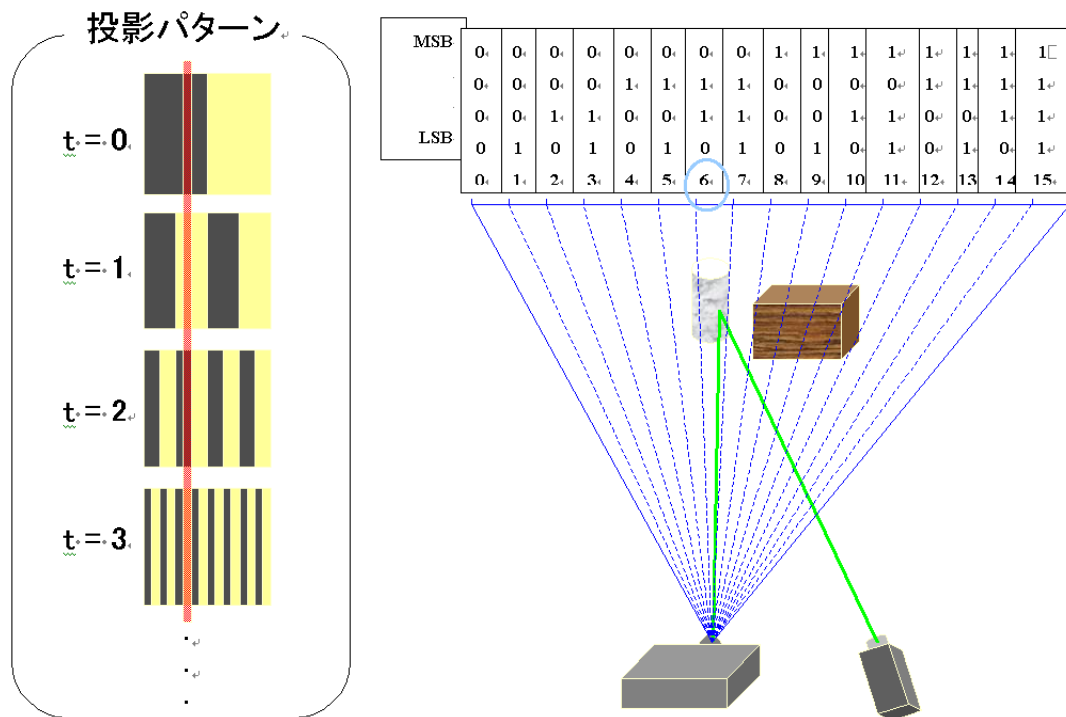 投影パターン
t = 0
t = 1
t = 2
t = 3
MSB 0 0 0 0 0 0 0 0 1 1 1 1 1 1 1 1
0 0 0 0 1 1 1 1 0 0 0 0 1 1 1 1
0 0 1 1 0 0 1 1 0 0 1 1 0 0 1 1
LSB 0 1 0 1 0 1 0 1 0 1 0 1 0 1 0 1
0 1 2 3 4 5 6 7 8 9 10 11 12 13 14 15